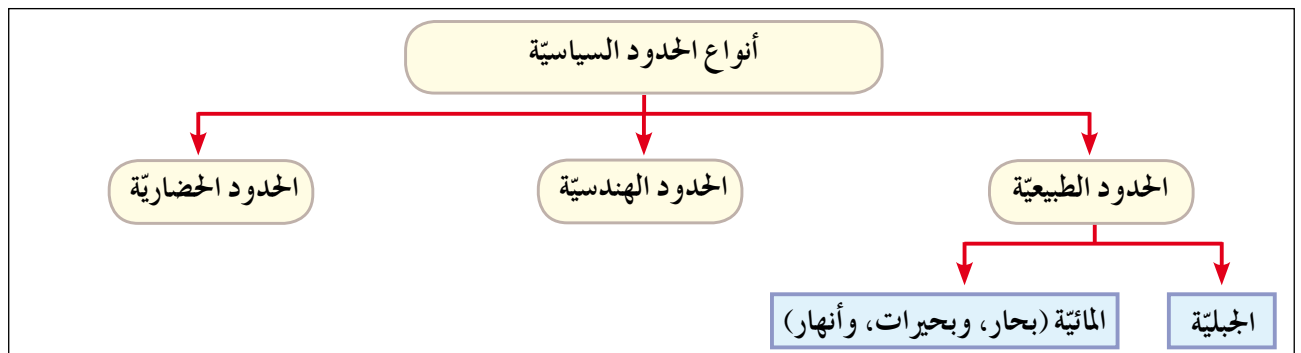 أنواع الحدود السياسيّة
الحدود الطبيعيّة
الحدود الهندسيّة
الحدود الحضاريّة
الجبليّة
المائيّة (بحار، وبحيرات، وأنهار)